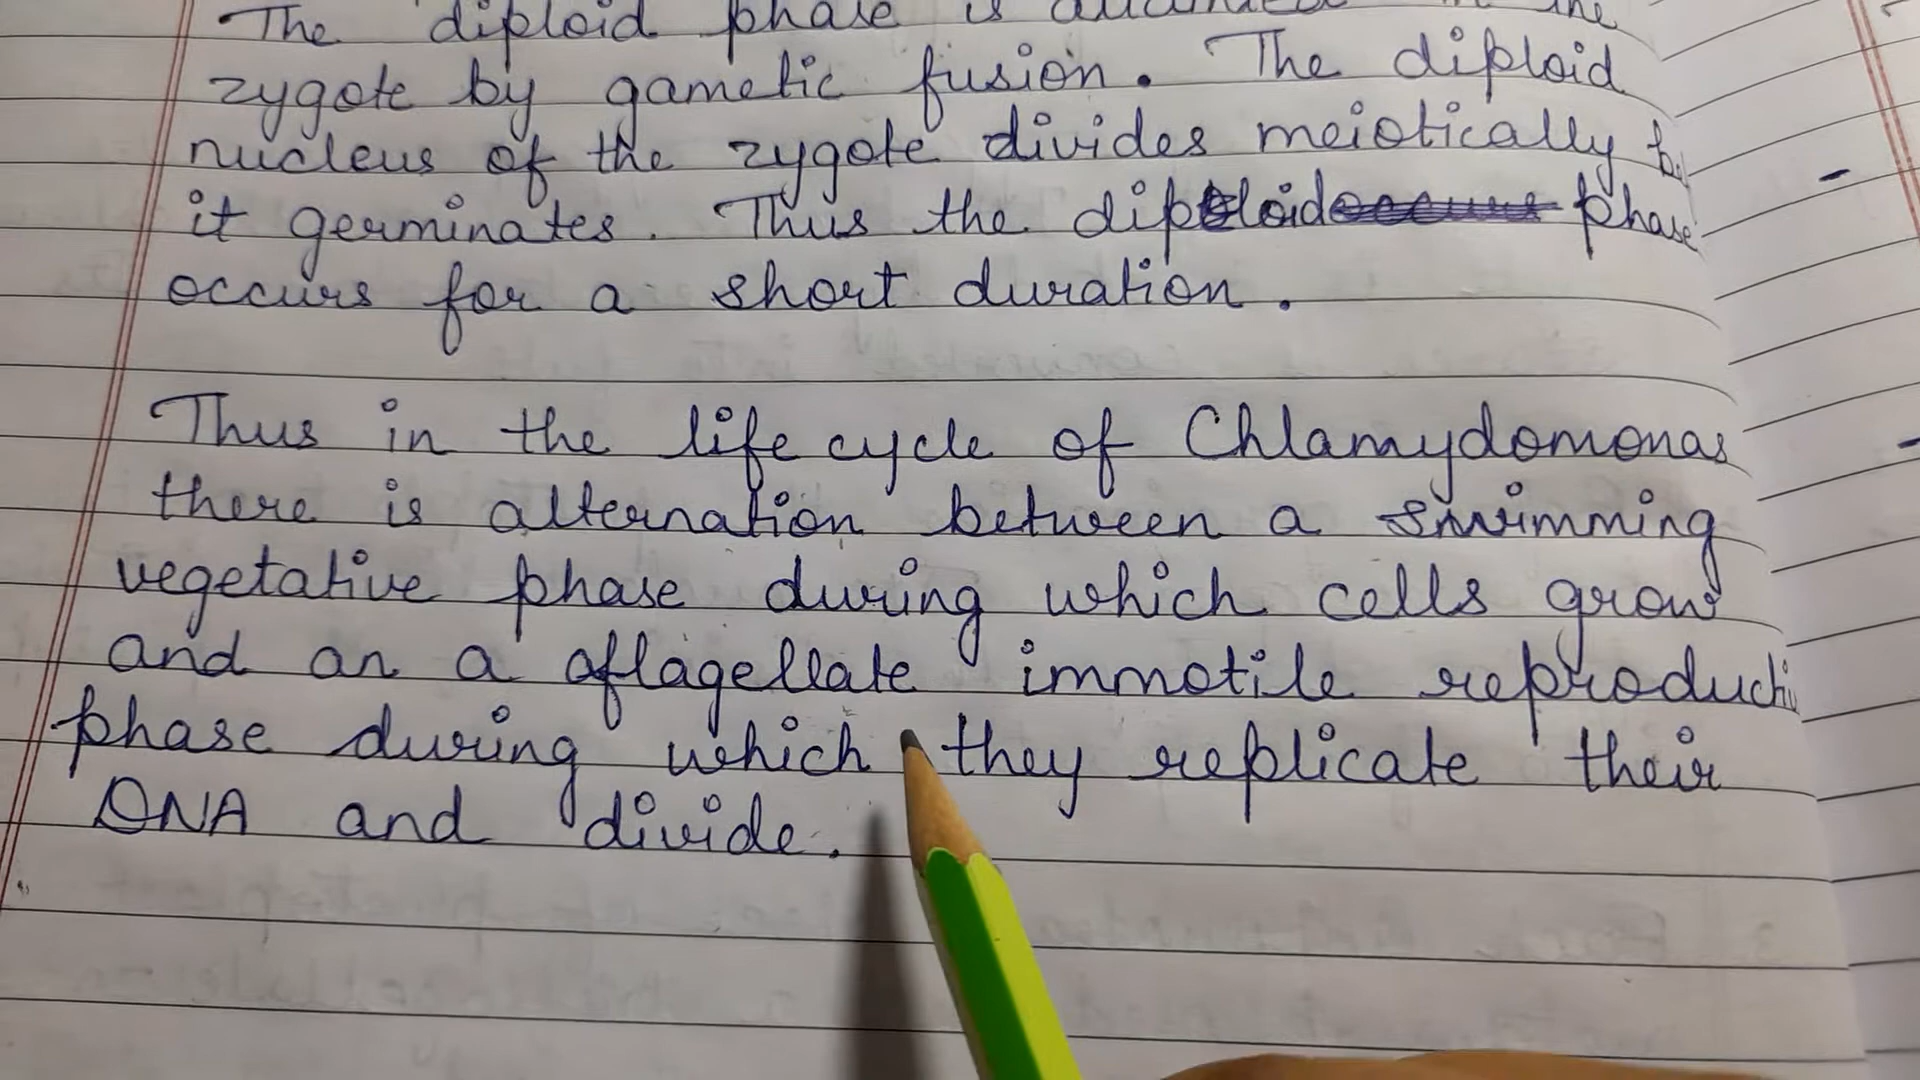 The diploid phase is in the
zygote by gametic fusion. The diploid
nucleus of the zygote divides meiotically
it germinates. Thus the diploid phase
occurs for a short duration.
Thus in the life cycle of Chlamydomonas
there is alternation between a swimming
vegetative phase during which cells grow
and an a aflagellate immotile reproducti
phase during which they replicate their
DNA and divide.